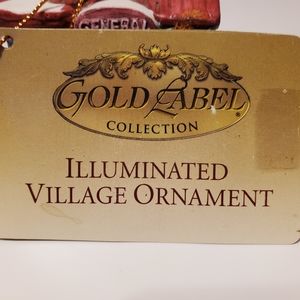 GENERAL
GOLD LABEL®
COLLECTION
ILLUMINATED
VILLAGE ORNAMENT